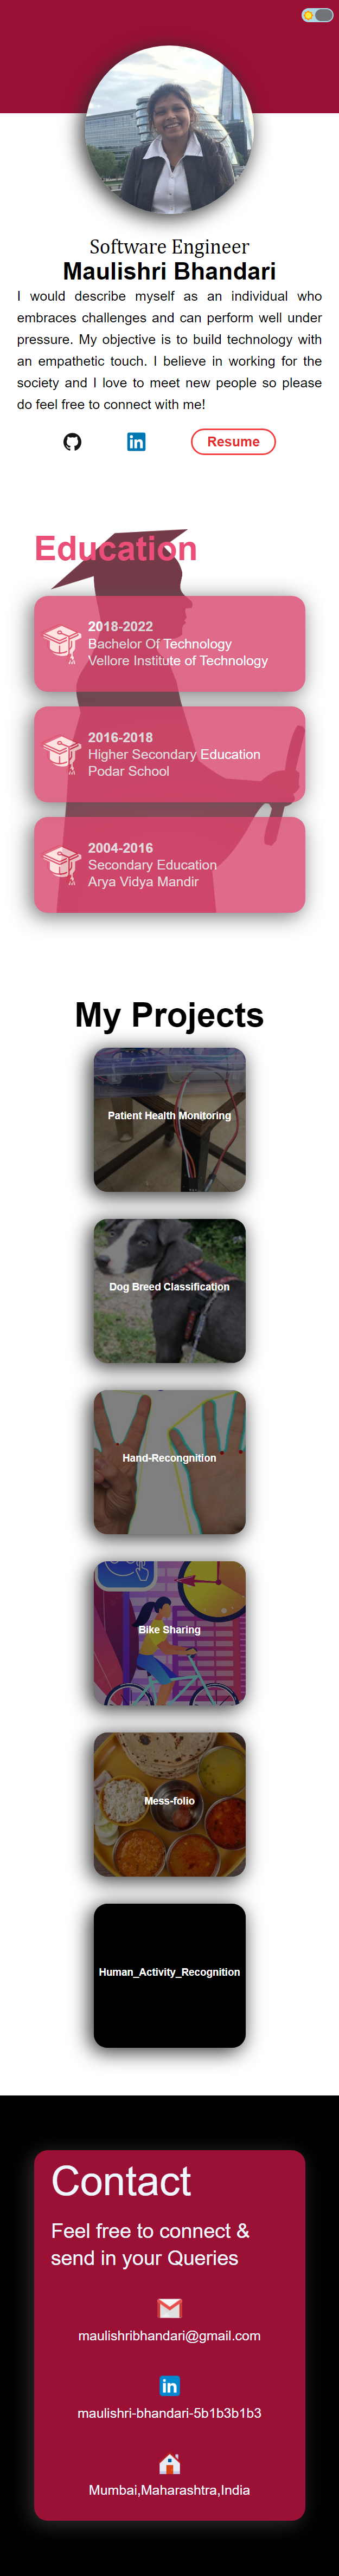 Software Engineer
Maulishri Bhandari
I would describe myself as an individual who
embraces challenges and can perform well under
pressure. My objective is to build technology with
an empathetic touch. I believe in working for the
society and I love to meet new people so please
do feel free to connect with me!
in Resume
Education
2018-2022
Bachelor Of Technology
Vellore Institute of Technology
2016-2018
Higher Secondary Education
Podar School
2004-2016
Secondary Education
Arya Vidya Mandir
My Projects
Patient Health Monitoring
Dog Breed Classification
Hand-Recongnition
Bike Sharing
Mess-folio
Human_Activity_Recognition
Contact
Feel free to connect &
send in your Queries
maulishribhandari@gmail.com
in
maulishri-bhandari-5b1b3b1b3
Mumbai,Maharashtra,India